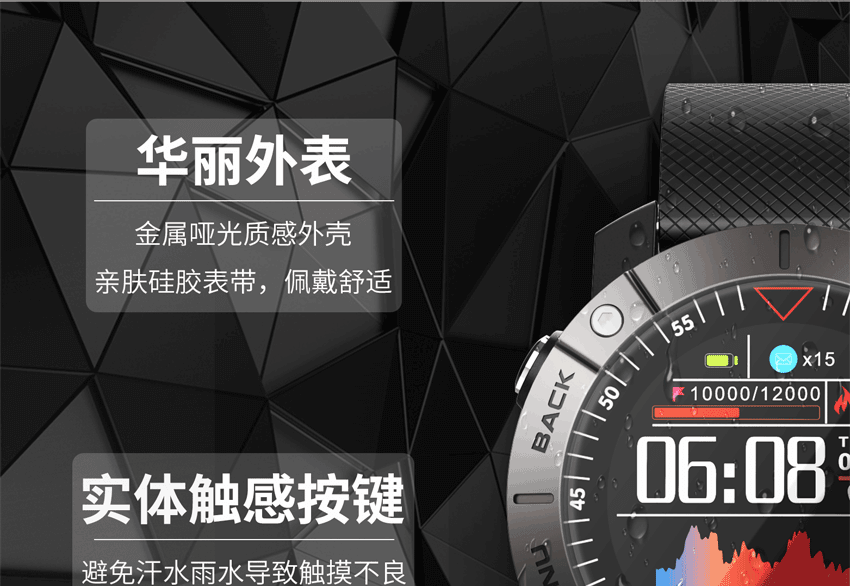 华丽外表
金属哑光质感外壳
亲肤硅胶表带，佩戴舒适
55
x15
10000/12000
50
BACK
06:08
T
0
45
实体触感按键
避免汗水雨水导致触摸不良